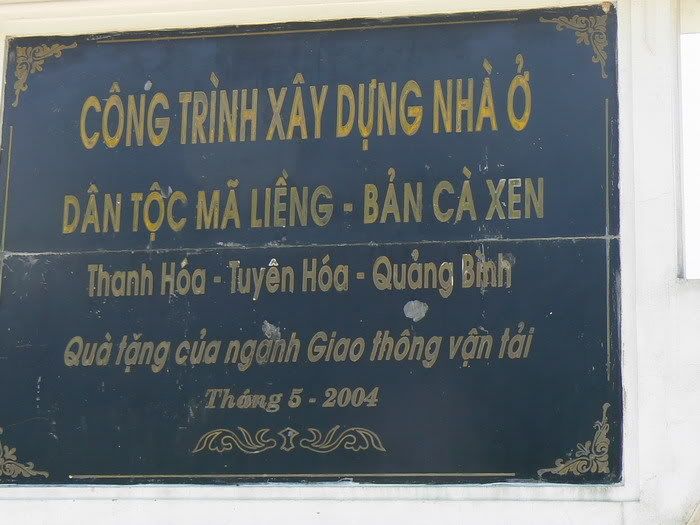 CÔNG TRÌNH XÂY DỰNG NHÀ Ở
DÂN TỘC MÃ LIỀNG - BẢN CÀ XEN
Thanh Hóa - Tuyên Hóa - Quảng Bình
Quà tặng của ngành Giao thông vận tải
Tháng 5 - 2004